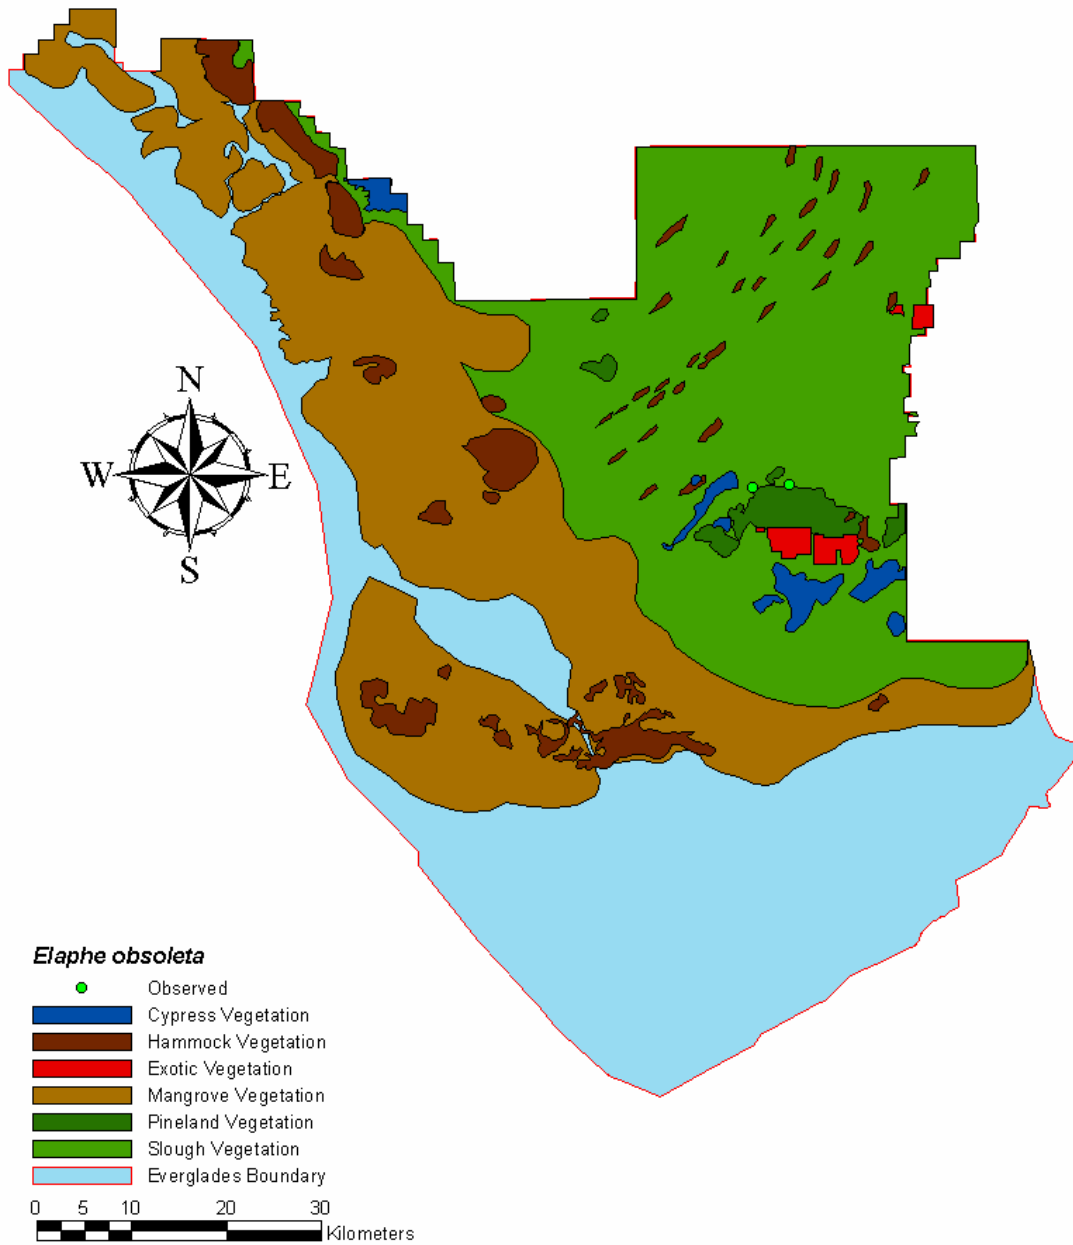 N
W E
S
Elaphe obsoleta
Observed
Cypress Vegetation
Hammock Vegetation
Exotic Vegetation
Mangrove Vegetation
Pineland Vegetation
Slough Vegetation
Everglades Boundary
0 5 10 20 30
Kilometers